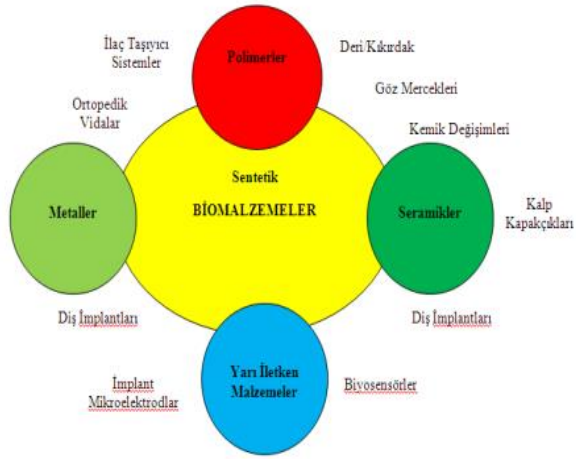 İlaç Taşıyıcı
Sistemler
Polimerler
Deri/Kıkırdak
Göz Mercekleri
Ortopedik
Vidalar
Kemik Değişimleri
Sentetik
BİOMALZEMELER
Metaller
Seramikler
Kalp
Kapakçıkları
Diş İmplantları
Diş İmplantları
Yarı İletken
Malzemeler
İmplant
Mikroelektrodlar
Biyosensörler